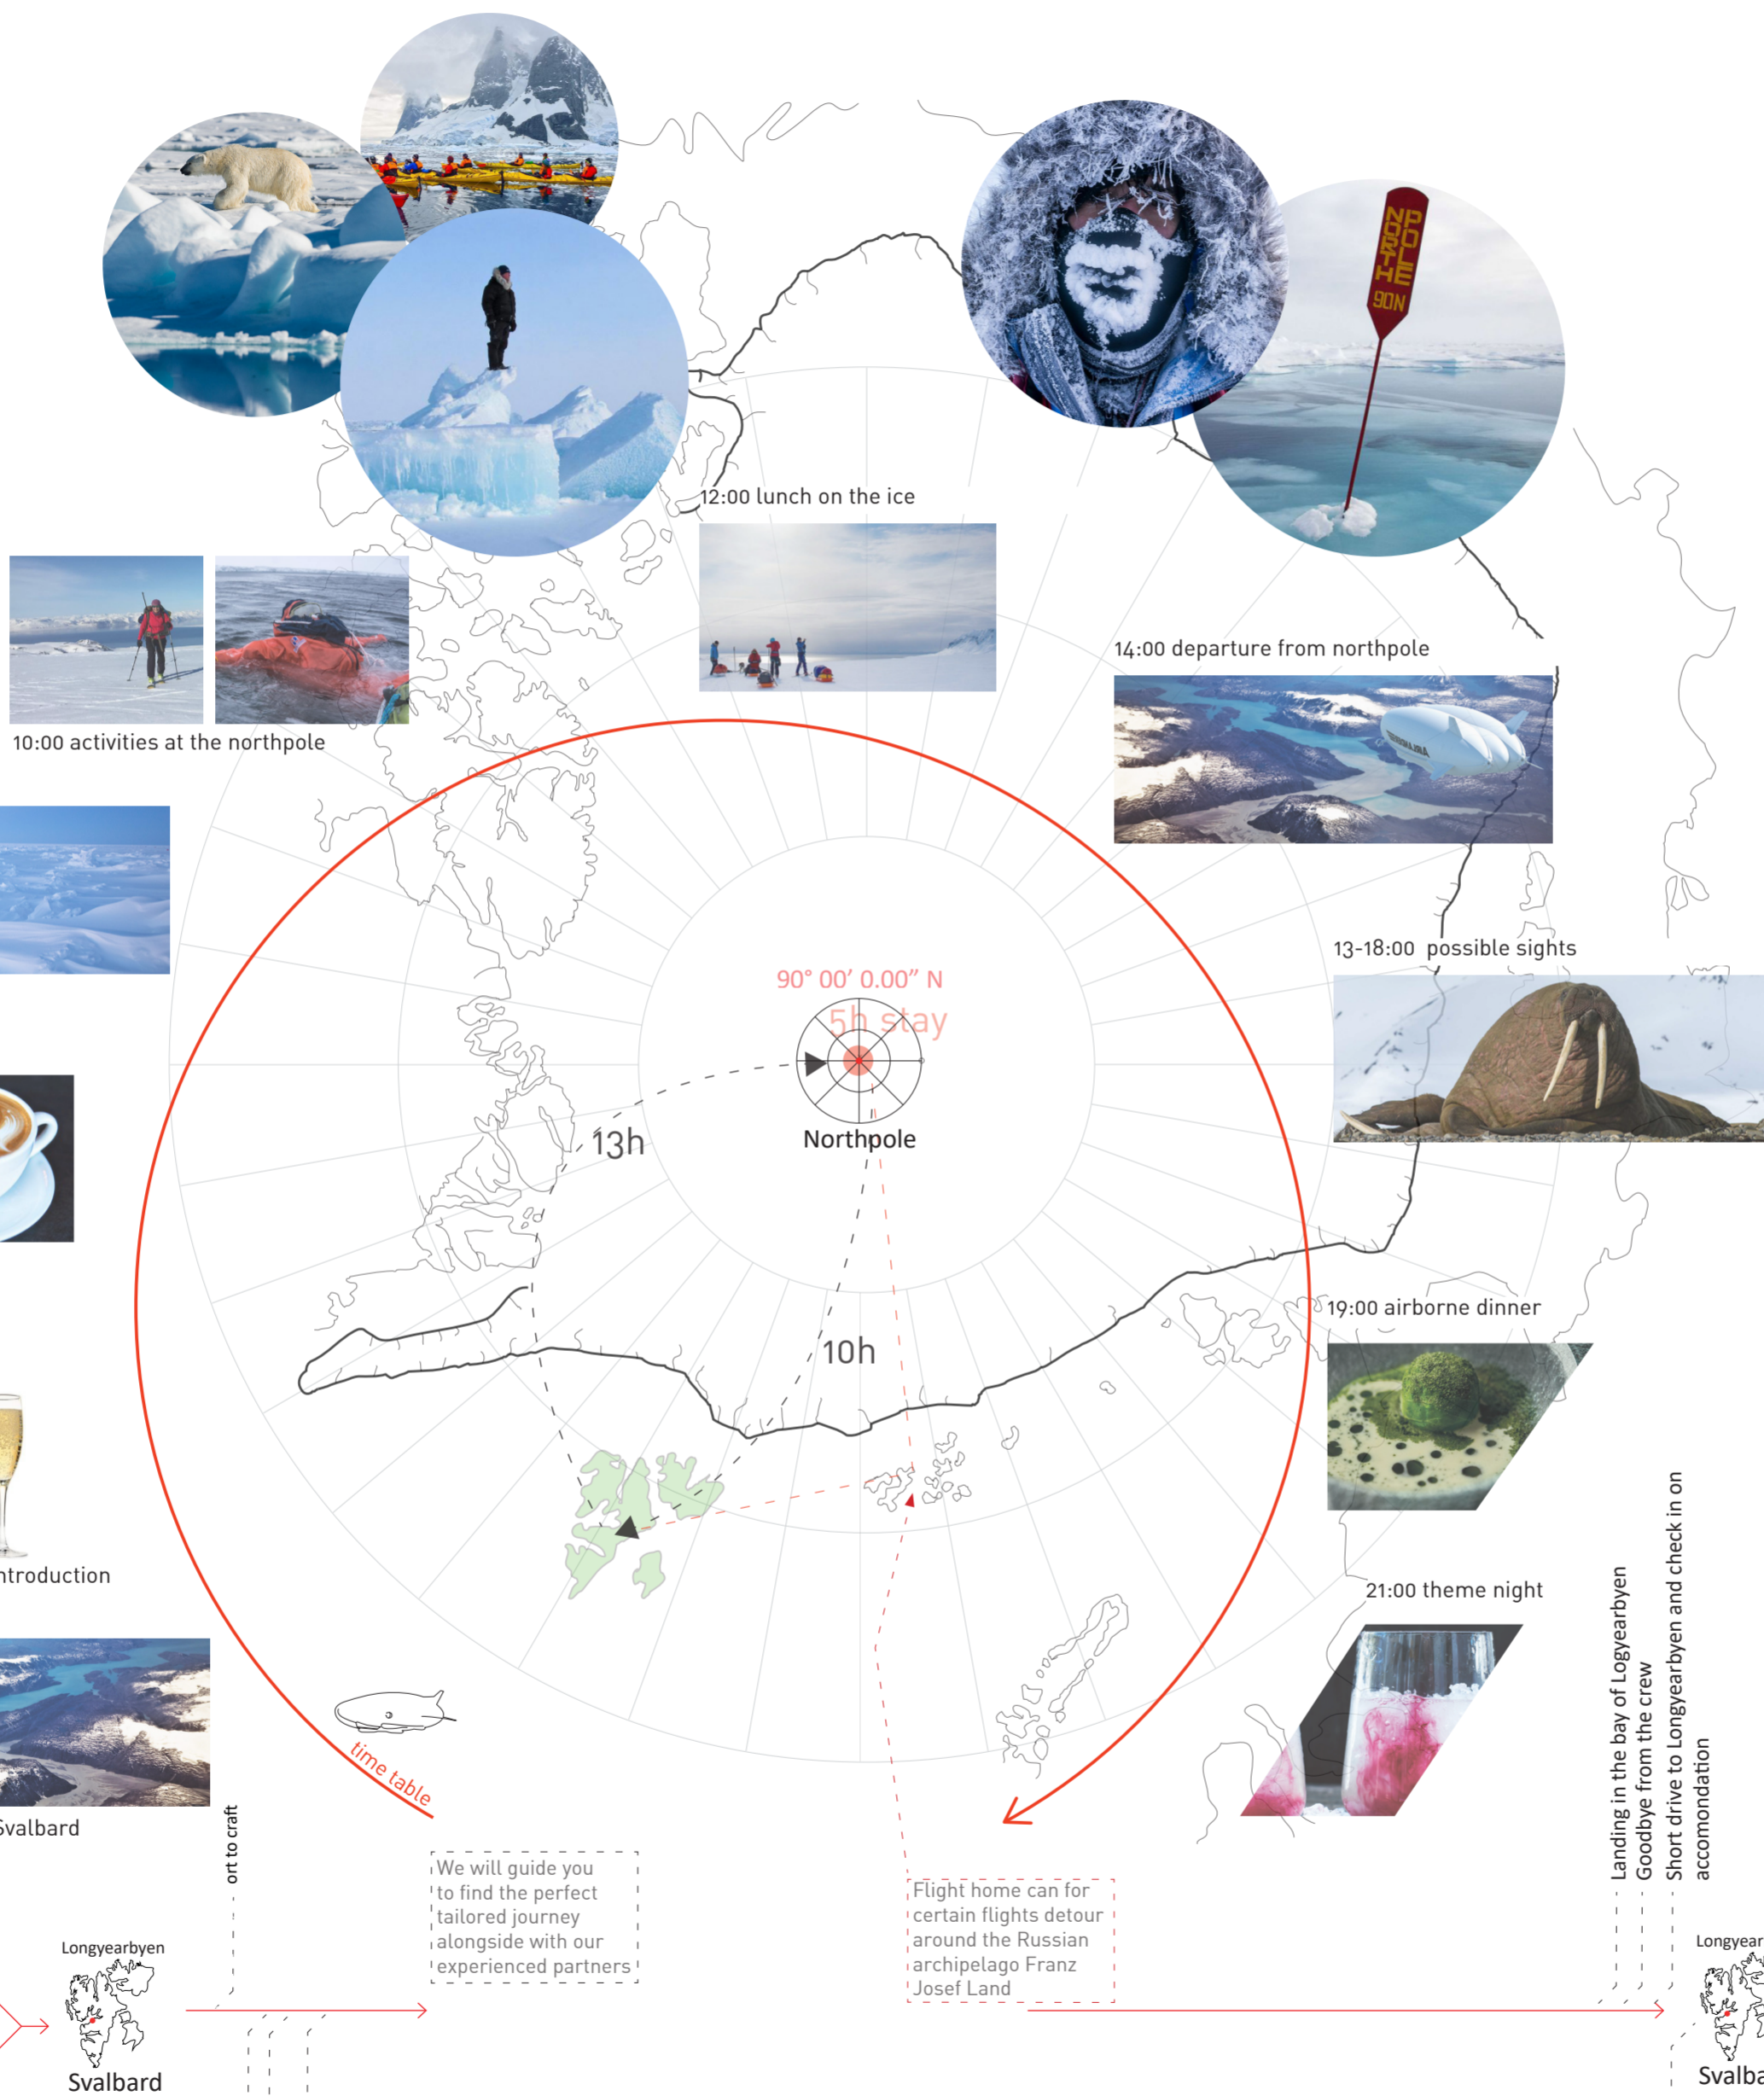 NORTH
POLE
90N
12:00 lunch on the ice
14:00 departure from northpole
10:00 activities at the northpole
13-18:00 possible sights
90° 00’ 0.00” N
5h stay
13h
Northpole
10h
19:00 airborne dinner
21:00 theme night
ntroduction
Svalbard
time table
ort to craft
We will guide you
to find the perfect
tailored journey
alongside with our
experienced partners
Flight home can for
certain flights detour
around the Russian
archipelago Franz
Josef Land
Landing in the bay of Logyearbyen
Goodbye from the crew
Short drive to Longyearbyen and check in on
accomondation
Longyearbyen
Svalbard
Longyear
Svalba